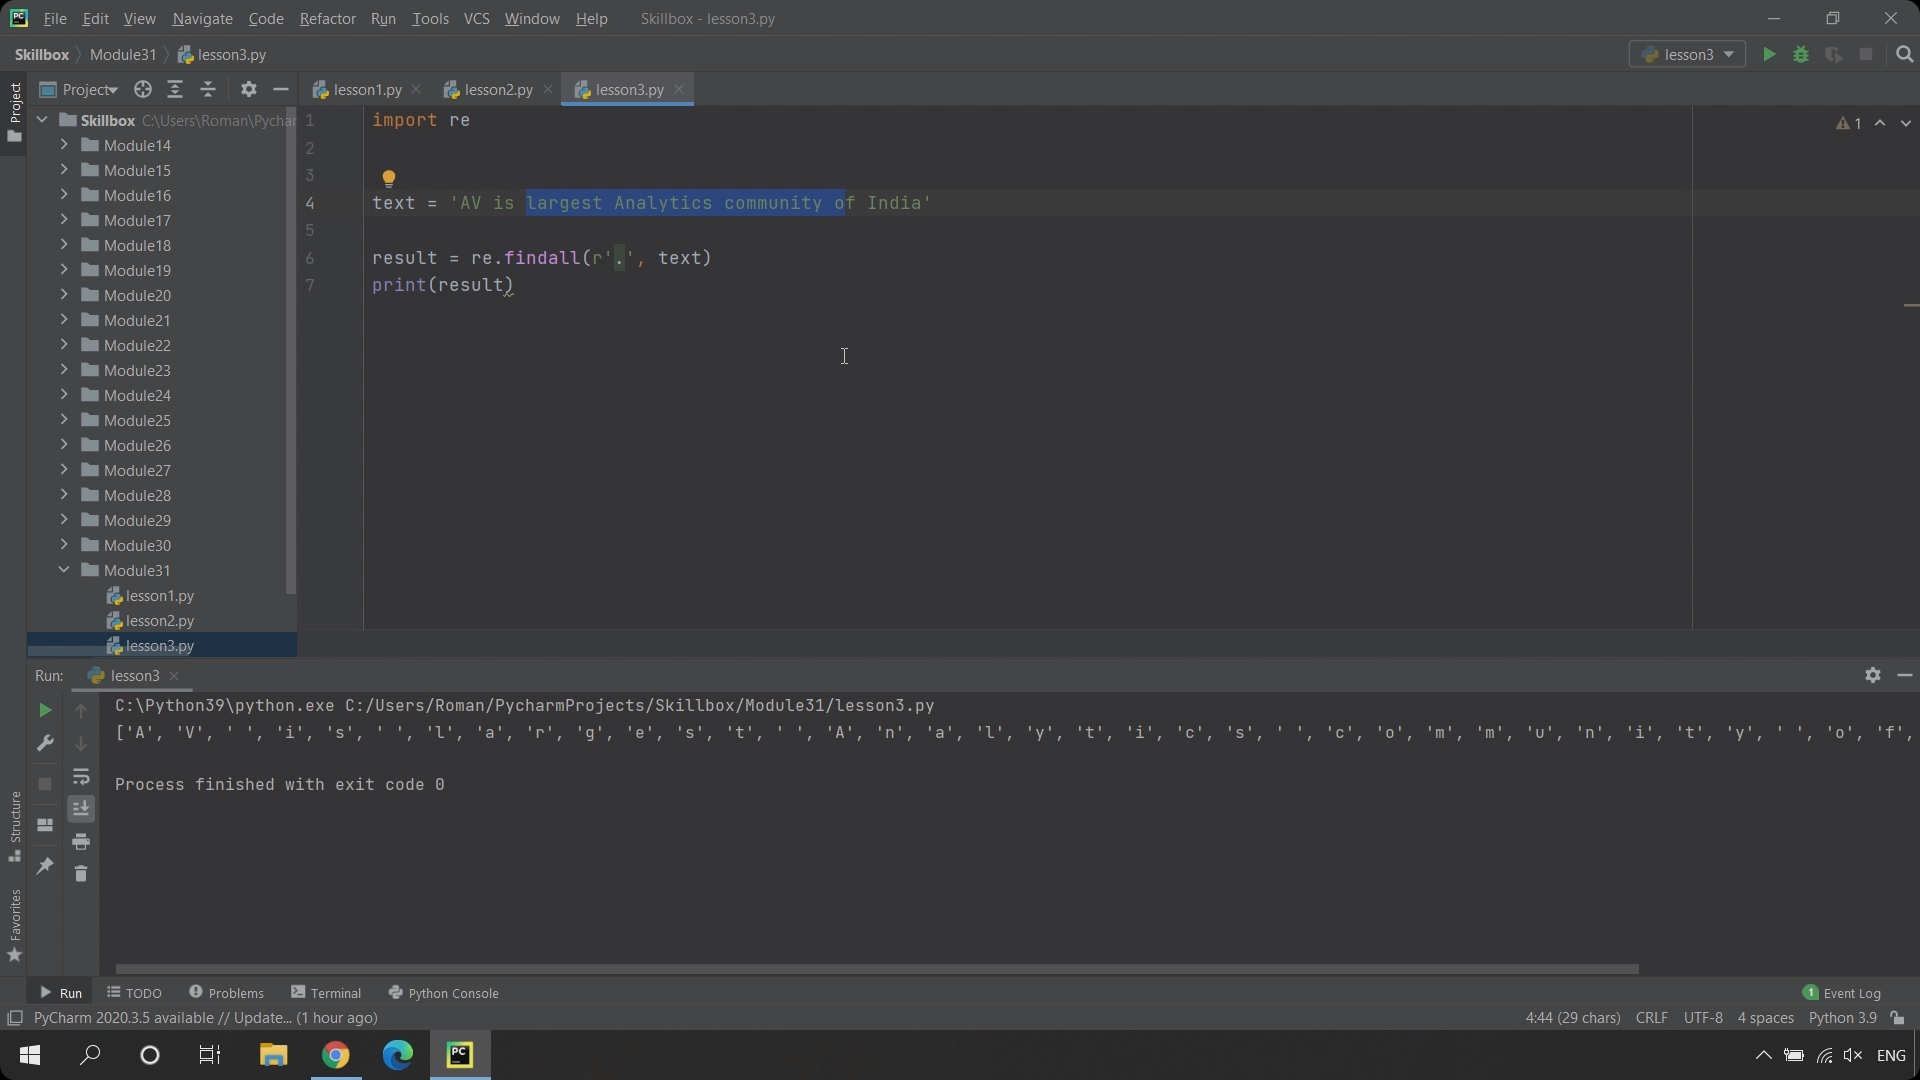 File Edit View Navigate Code Refactor Run Tools VCS Window Help Skillbox - lesson3.py
Skillbox Module31 lesson3.py lesson3
Project lesson1.py lesson2.py lesson3.py
Project
Skillbox C:\Users\Roman\Pychar
Module14
Module15
Module16
Module17
Module18
Module19
Module20
Module21
Module22
Module23
Module24
Module25
Module26
Module27
Module28
Module29
Module30
Module31
lesson1.py
lesson2.py
lesson3.py
1 import re
2
3
4 text = 'AV is largest Analytics community of India'
5
6 result = re.findall(r'.', text)
7 print(result)
1
Run: lesson3
C:\Python39\python.exe C:/Users/Roman/PycharmProjects/Skillbox/Module31/lesson3.py
['A', 'V', ' ', 'i', 's', ' ', 'l', 'a', 'r', 'g', 'e', 's', 't', ' ', 'A', 'n', 'a', 'l', 'y', 't', 'i', 'c', 's', ' ', 'c', 'o', 'm', 'm', 'u', 'n', 'i', 't', 'y', ' ', 'o', 'f',
Process finished with exit code 0
Structure
Favorites
Run TODO Problems Terminal Python Console 1 Event Log
PyCharm 2020.3.5 available // Update... (1 hour ago) 4:44 (29 chars) CRLF UTF-8 4 spaces Python 3.9
PC ENG